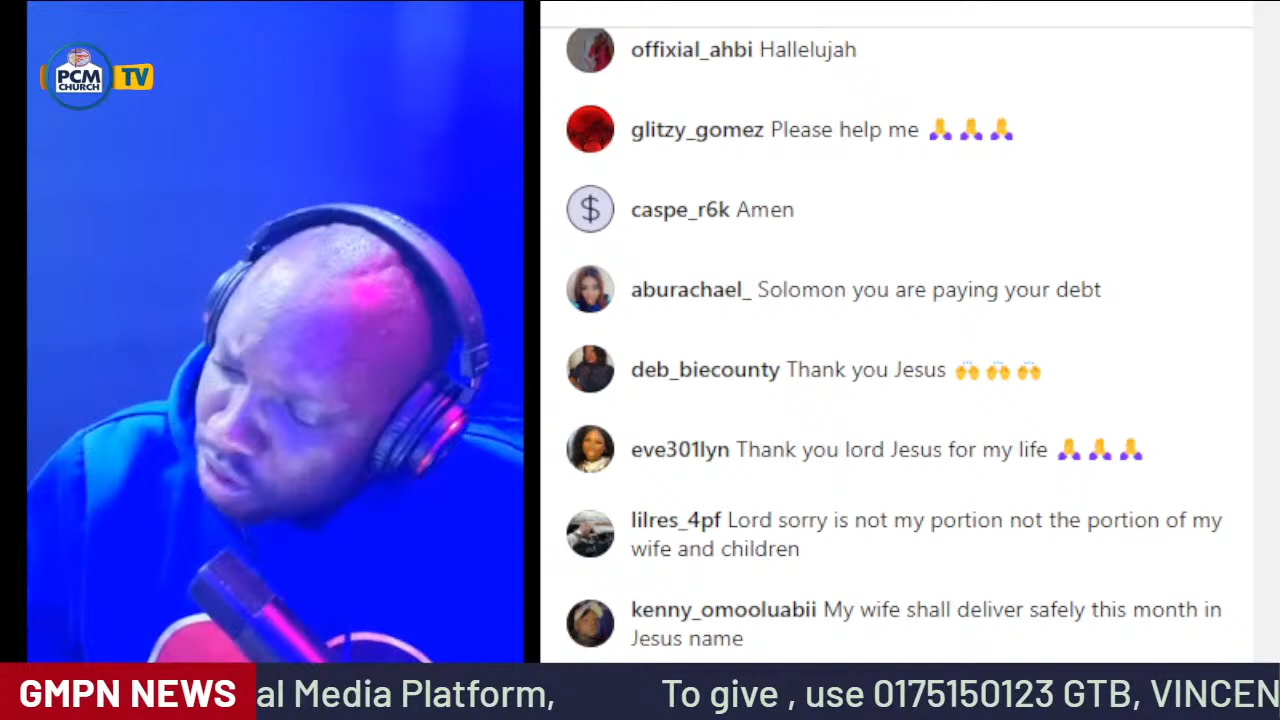 PCM
CHURCH
TV
offixial_ahbi Hallelujah
glitzy_gomez Please help me 🙏 🙏 🙏
caspe_r6k Amen
$
aburachael_ Solomon you are paying your debt
deb_biecounty Thank you Jesus 🙌 🙌 🙌
eve301lyn Thank you lord Jesus for my life 🙏 🙏 🙏
lilres_4pf Lord sorry is not my portion not the portion of my
wife and children
kenny_omooluabii My wife shall deliver safely this month in
Jesus name
GMPN NEWS
al Media Platform, To give , use 0175150123 GTB, VINCEN